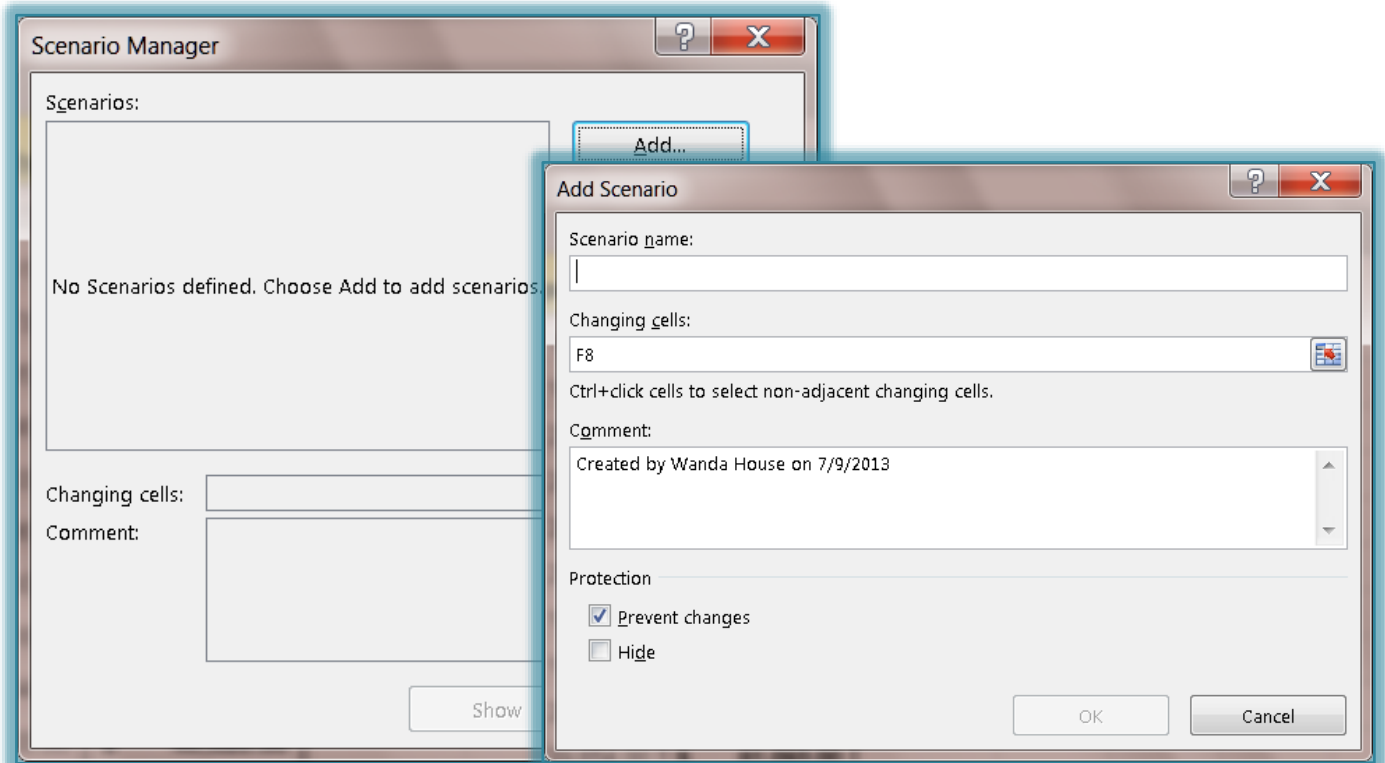 Scenario Manager
Scenarios:
Add...
No Scenarios defined. Choose Add to add scenarios.
Changing cells:
Comment:
Show
Add Scenario
Scenario name:
Changing cells:
F8
Ctrl+click cells to select non-adjacent changing cells.
Comment:
Created by Wanda House on 7/9/2013
Protection
Prevent changes
Hide
OK
Cancel